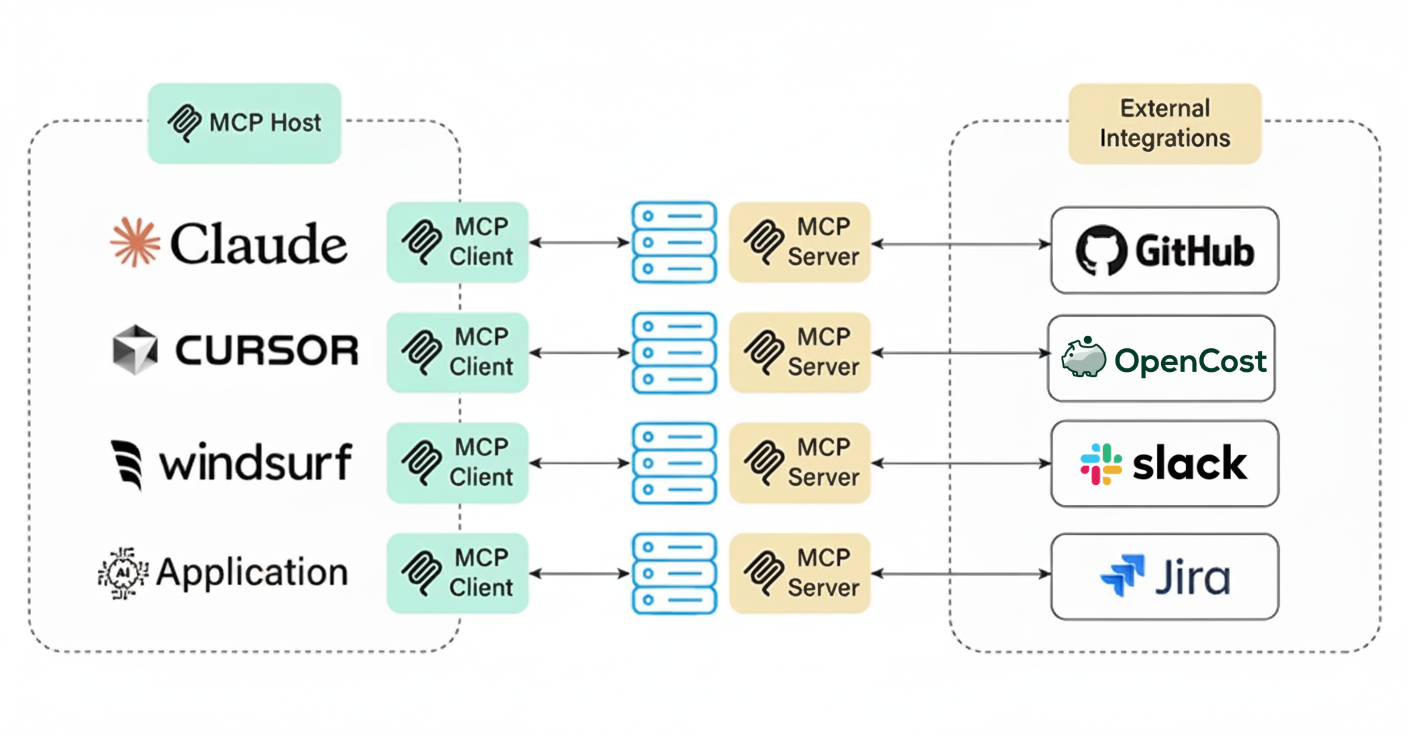 MCP Host
External
Integrations
Claude
MCP
Client
MCP
Server
GitHub
CURSOR
MCP
Client
MCP
Server
OpenCost
windsurf
MCP
Client
MCP
Server
slack
AI
Application
MCP
Client
MCP
Server
Jira